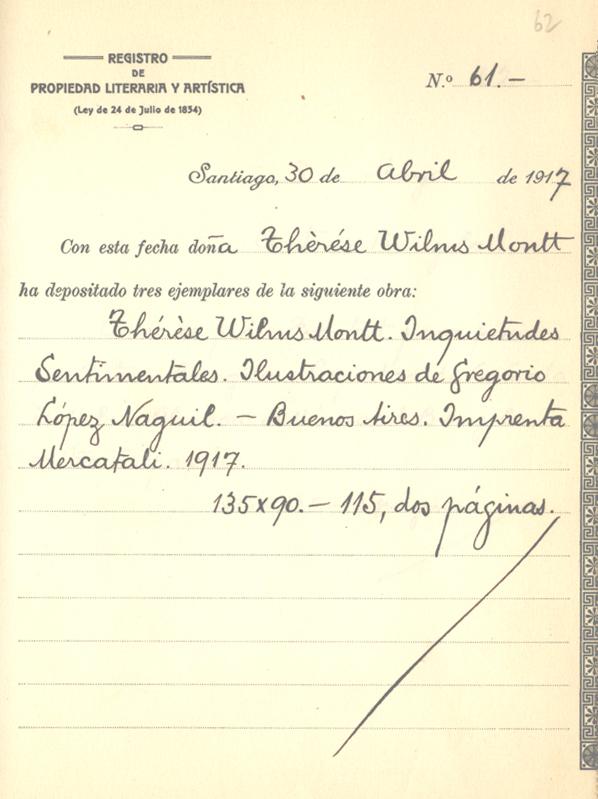 62
REGISTRO
DE
PROPIEDAD LITERARIA Y ARTÍSTICA
(Ley de 24 de Julio de 1834)
N.º 61.-
Santiago, 30 de Abril de 1917
Con esta fecha doña Thèrése Wilms Montt
ha depositado tres ejemplares de la siguiente obra:
Thérèse Wilms Montt. Inquietudes
Sentimentales. Ilustraciones de Gregorio
López Naguil. — Buenos Aires. Imprenta
Mercatali. 1917.
135x90.— 115, dos páginas.